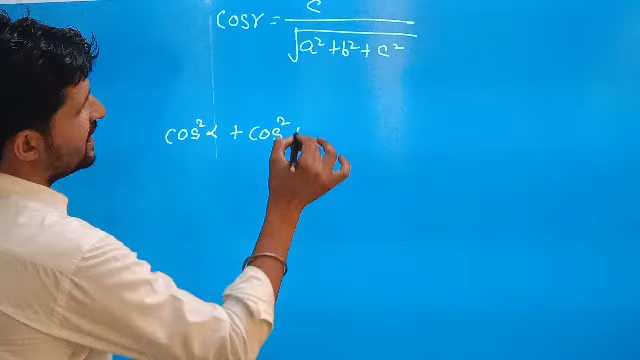 cosγ = c / √(a² + b² + c²)
cos²α + cos²